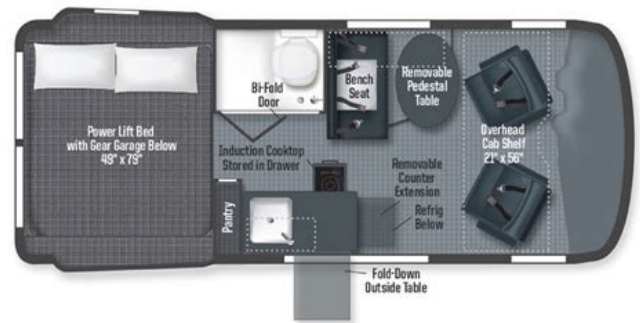 Power Lift Bed
with Gear Garage Below
49" x 79"
Bi-Fold
Door
Bench
Seat
Removable
Pedestal
Table
Overhead
Cab Shelf
21" x 56"
Induction Cooktop
Stored in Drawer
Removable
Counter
Extension
Refrig
Below
Pantry
Fold-Down
Outside Table